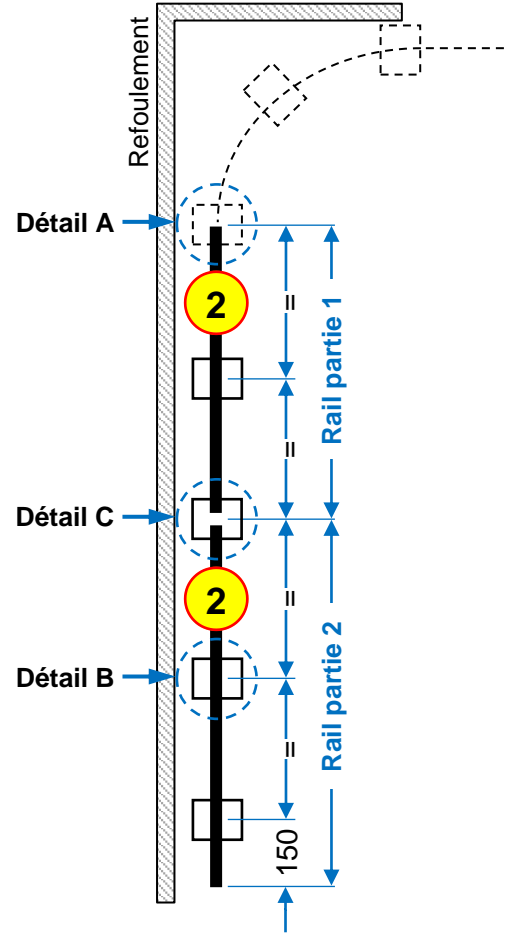 Refoulement
Détail A
2
=
Rail partie 1
=
Détail C
=
2
Rail partie 2
Détail B
=
150